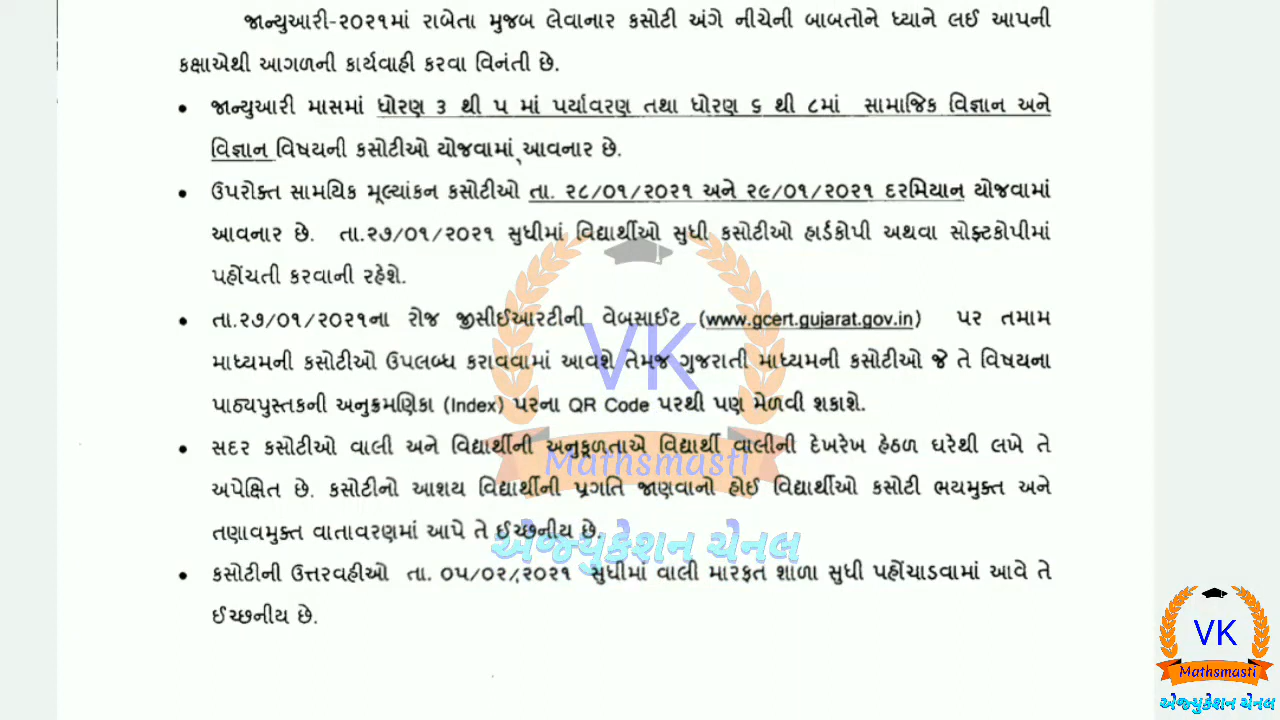 જાન્યુઆરી-૨૦૨૧માં રાબેતા મુજબ લેવાનાર કસોટી અંગે નીચેની બાબતોને ધ્યાને લઈ આપની
કક્ષાએથી આગળની કાર્યવાહી કરવા વિનંતી છે.
• જાન્યુઆરી માસમાં ધોરણ ૩ થી ૫ માં પર્યાવરણ તથા ધોરણ ૬ થી ૮માં સામાજિક વિજ્ઞાન અને
વિજ્ઞાન વિષયની કસોટીઓ યોજવામાં આવનાર છે.
• ઉપરોક્ત સામયિક મૂલ્યાંકન કસોટીઓ તા. ૨૮/૦૧/૨૦૨૧ અને ૨૯/૦૧/૨૦૨૧ દરમિયાન યોજવામાં
આવનાર છે. તા.૨૭/૦૧/૨૦૨૧ સુધીમાં વિદ્યાર્થીઓ સુધી કસોટીઓ હાર્ડકોપી અથવા સોફ્ટકોપીમાં
પહોંચતી કરવાની રહેશે.
• તા.૨૭/૦૧/૨૦૨૧ના રોજ જીસીઈઆરટીની વેબસાઈટ (www.gcert.gujarat.gov.in) પર તમામ
માધ્યમની કસોટીઓ ઉપલબ્ધ કરાવવામાં આવશે તેમજ ગુજરાતી માધ્યમની કસોટીઓ જે તે વિષયના
પાઠ્યપુસ્તકની અનુક્રમણિકા (Index) પરના QR Code પરથી પણ મેળવી શકાશે.
• સદર કસોટીઓ વાલી અને વિદ્યાર્થીની અનુકૂળતાએ વિદ્યાર્થી વાલીની દેખરેખ હેઠળ ઘરેથી લખે તે
અપેક્ષિત છે. કસોટીનો આશય વિદ્યાર્થીની પ્રગતિ જાણવાનો હોઈ વિદ્યાર્થીઓ કસોટી ભયમુક્ત અને
તણાવમુક્ત વાતાવરણમાં આપે તે ઈચ્છનીય છે.
• કસોટીની ઉત્તરવહીઓ તા. ૦૫/૦૨/૨૦૨૧ સુધીમાં વાલી મારફત શાળા સુધી પહોંચાડવામાં આવે તે
ઈચ્છનીય છે.
VK
Mathsmasti
એજ્યુકેશન ચેનલ
VK
Mathsmasti
એજ્યુકેશન ચેનલ